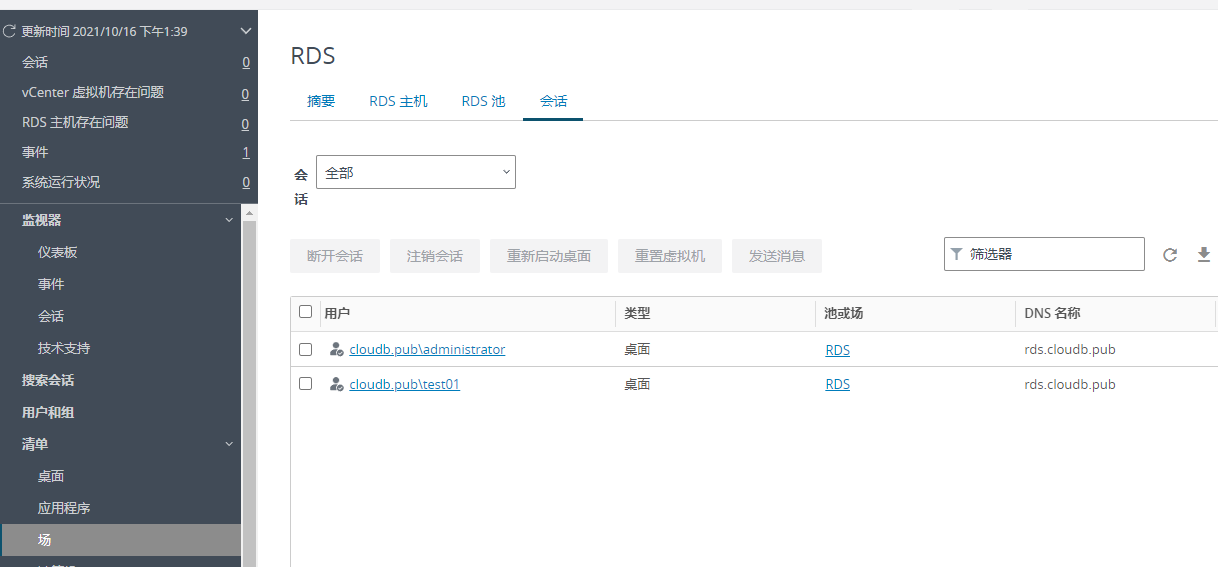 更新时间 2021/10/16 下午1:39
会话 0
vCenter 虚拟机存在问题 0
RDS 主机存在问题 0
事件 1
系统运行状况 0
监视器
仪表板
事件
会话
技术支持
搜索会话
用户和组
清单
桌面
应用程序
场
RDS
摘要 RDS 主机 RDS 池 会话
会话 全部
断开会话 注销会话 重新启动桌面 重置虚拟机 发送消息 筛选器
用户 类型 池或场 DNS 名称
cloudb.pub\administrator 桌面 RDS rds.cloudb.pub
cloudb.pub\test01 桌面 RDS rds.cloudb.pub